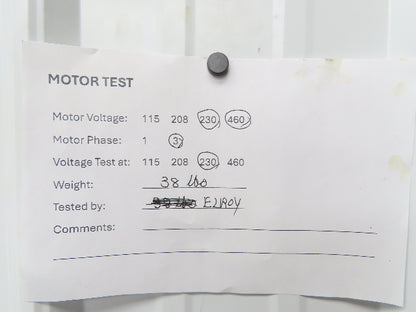 MOTOR TEST
Motor Voltage: 115 208 230 460
Motor Phase: 1 3
Voltage Test at: 115 208 230 460
Weight: 38 lbs
Tested by: ELROY
Comments: